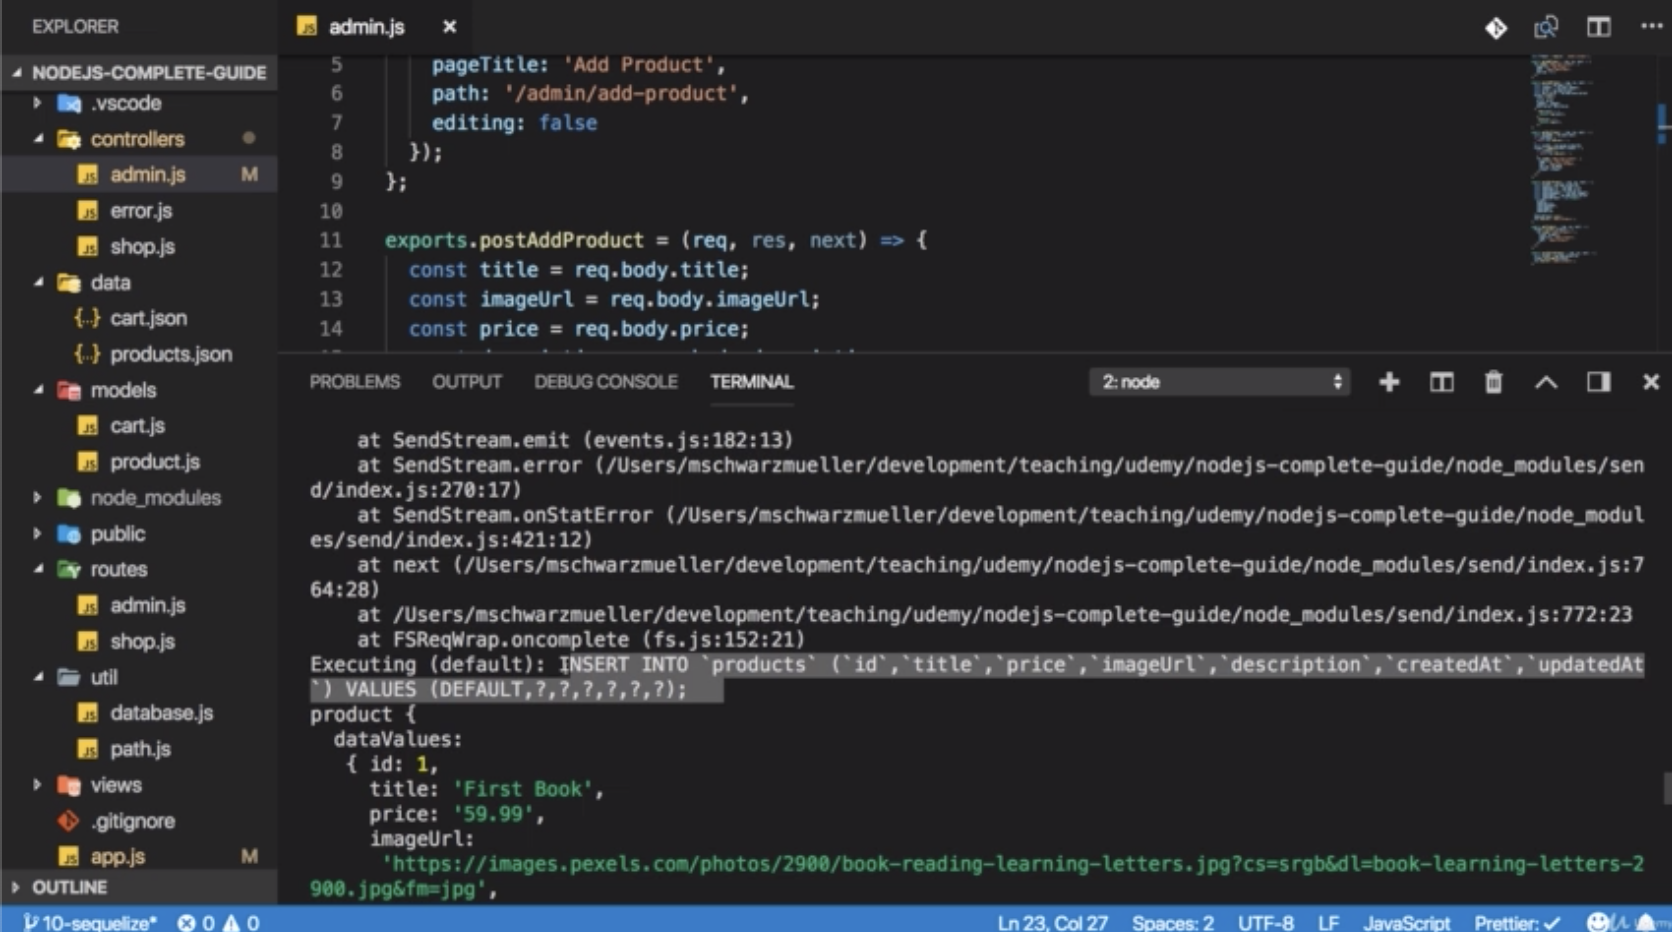 EXPLORER
NODEJS-COMPLETE-GUIDE
.vscode
controllers
admin.js M
error.js
shop.js
data
{..} cart.json
{..} products.json
models
cart.js
product.js
node_modules
public
routes
admin.js
shop.js
util
database.js
path.js
views
.gitignore
app.js M
OUTLINE
admin.js
5 pageTitle: 'Add Product',
6 path: '/admin/add-product',
7 editing: false
8 });
9 };
10
11 exports.postAddProduct = (req, res, next) => {
12 const title = req.body.title;
13 const imageUrl = req.body.imageUrl;
14 const price = req.body.price;
PROBLEMS OUTPUT DEBUG CONSOLE TERMINAL 2: node
at SendStream.emit (events.js:182:13)
at SendStream.error (/Users/mschwarzmueller/development/teaching/udemy/nodejs-complete-guide/node_modules/sen
d/index.js:270:17)
at SendStream.onStatError (/Users/mschwarzmueller/development/teaching/udemy/nodejs-complete-guide/node_modul
es/send/index.js:421:12)
at next (/Users/mschwarzmueller/development/teaching/udemy/nodejs-complete-guide/node_modules/send/index.js:7
64:28)
at /Users/mschwarzmueller/development/teaching/udemy/nodejs-complete-guide/node_modules/send/index.js:772:23
at FSReqWrap.oncomplete (fs.js:152:21)
Executing (default): INSERT INTO `products` (`id`,`title`,`price`,`imageUrl`,`description`,`createdAt`,`updatedAt
`) VALUES (DEFAULT,?,?,?,?,?,?);
product {
dataValues:
{ id: 1,
title: 'First Book',
price: '59.99',
imageUrl:
'https://images.pexels.com/photos/2900/book-reading-learning-letters.jpg?cs=srgb&dl=book-learning-letters-2
900.jpg&fm=jpg',
10-sequelize* 0 0 Ln 23, Col 27 Spaces: 2 UTF-8 LF JavaScript Prettier: ✓